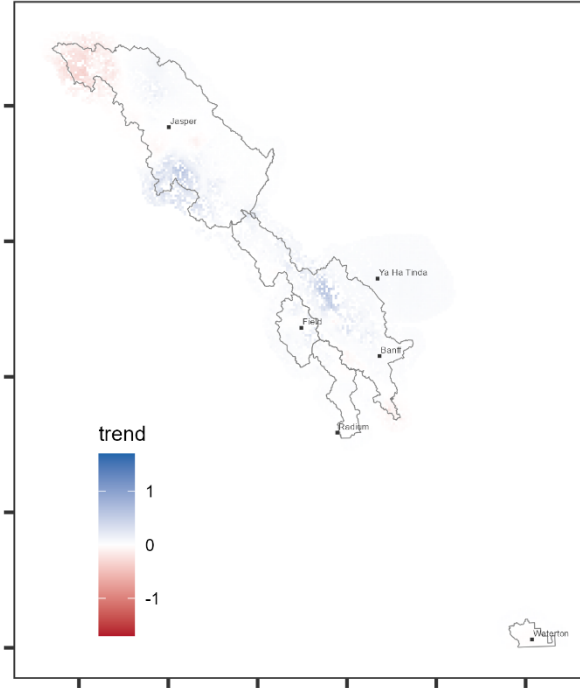 Jasper
Ya Ha Tinda
Field
Banff
Radium
trend
1
0
-1
Waterton